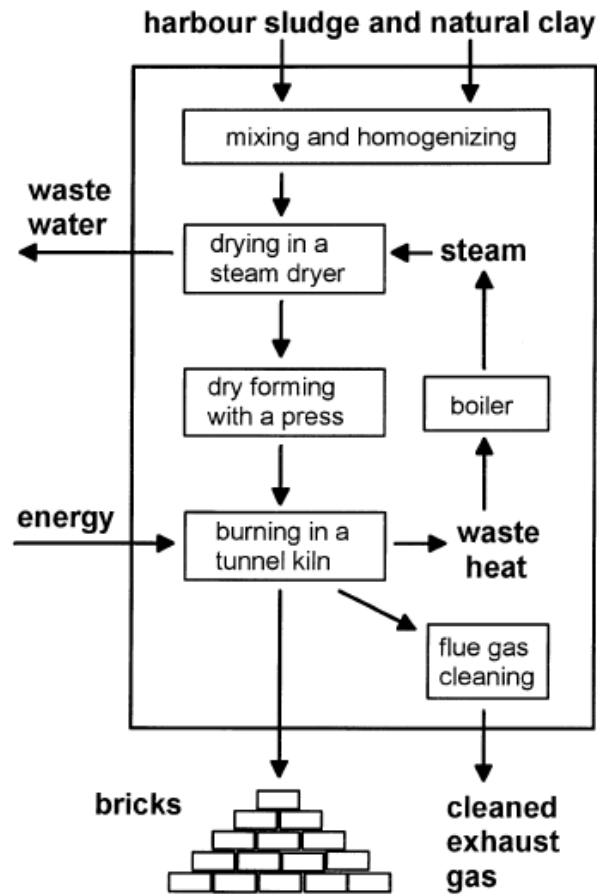 harbour sludge and natural clay
mixing and homogenizing
waste
water
drying in a
steam dryer
steam
dry forming
with a press
boiler
energy
burning in a
tunnel kiln
waste
heat
flue gas
cleaning
bricks
cleaned
exhaust
gas